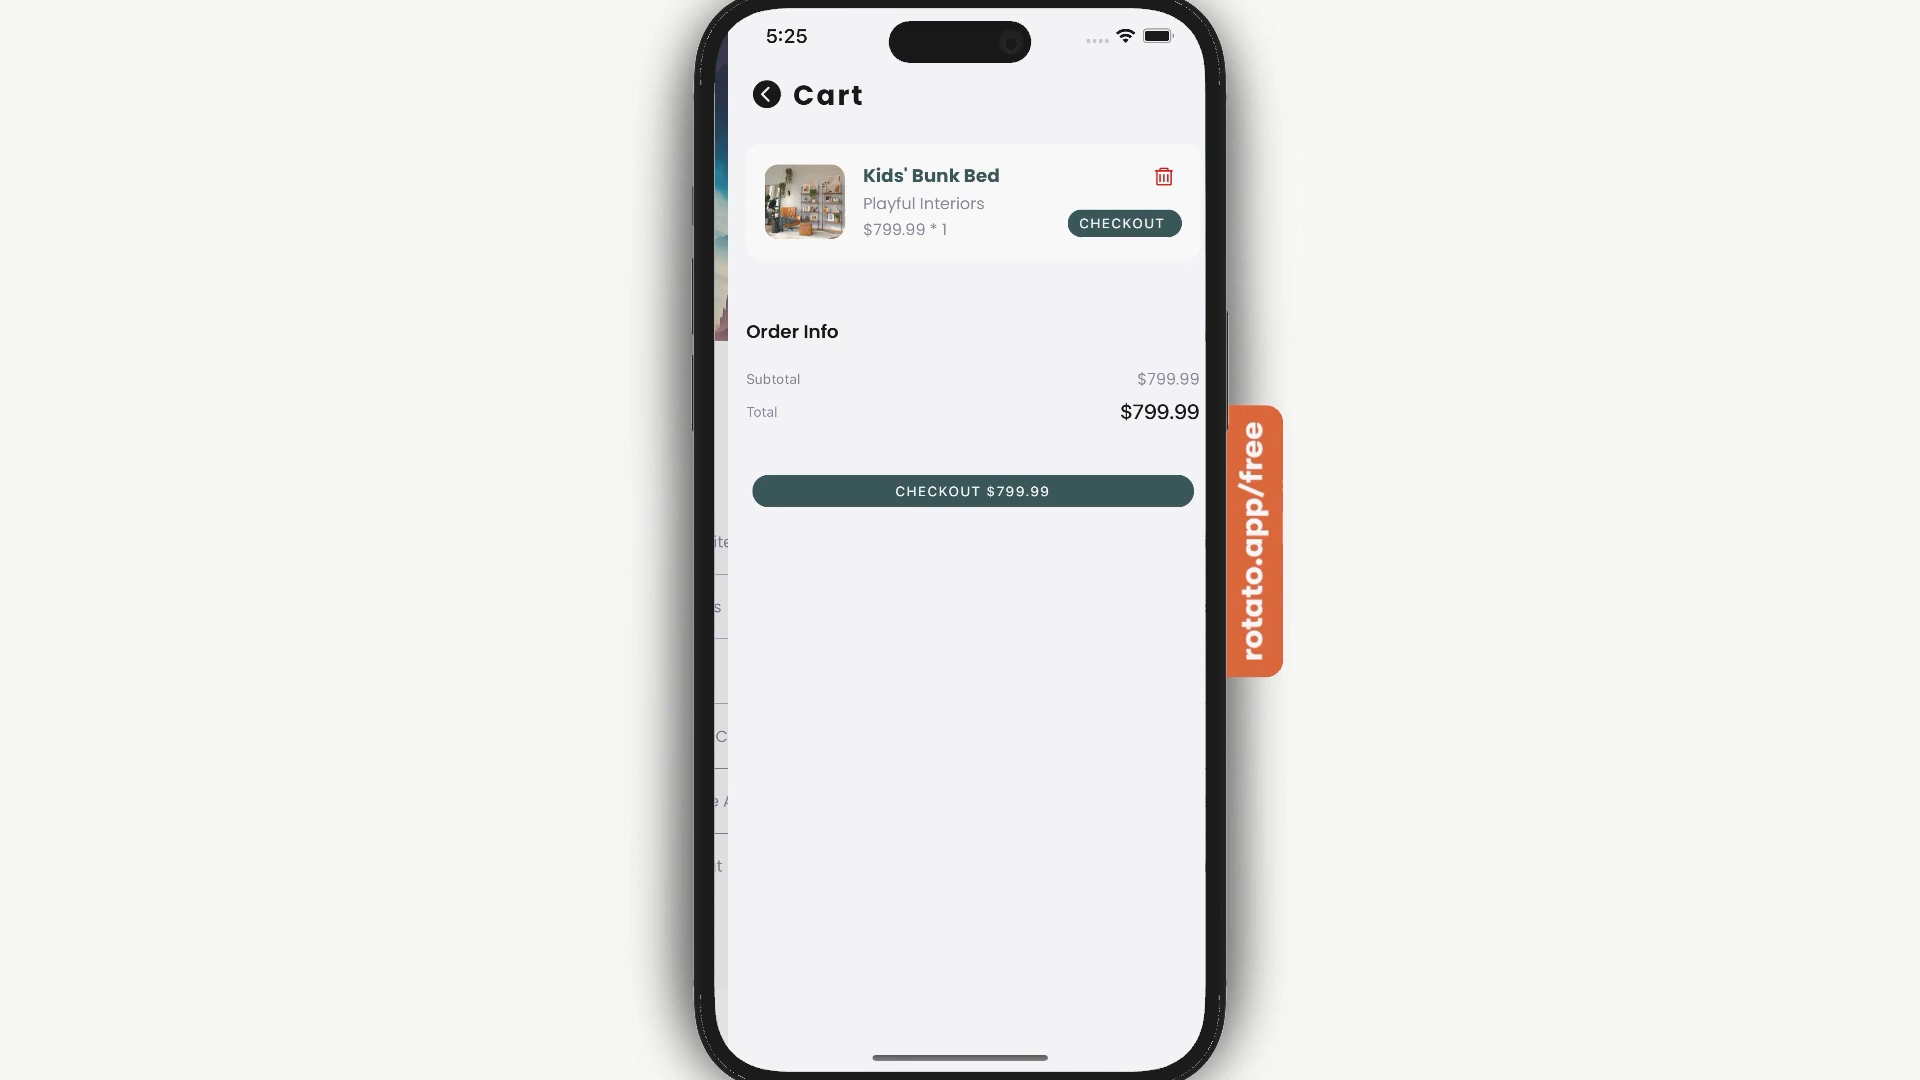 5:25
Cart
Kids' Bunk Bed
Playful Interiors
$799.99 * 1
CHECKOUT
Order Info
Subtotal
$799.99
Total
$799.99
CHECKOUT $799.99
ite
s
C
e A
t
rotato.app/free